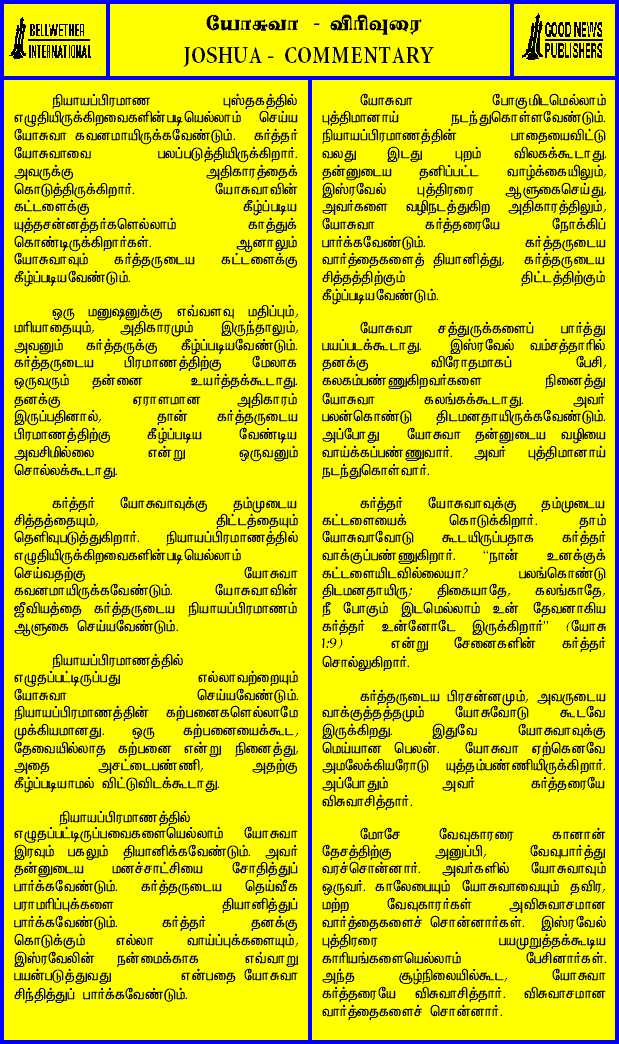 BELLWETHER
INTERNATIONAL
யோசுவா - விரிவுரை
JOSHUA - COMMENTARY
GOOD NEWS
PUBLISHERS
நியாயப்பிரமாண புஸ்தகத்தில்
எழுதியிருக்கிறவைகளின்படியெல்லாம் செய்ய
யோசுவா கவனமாயிருக்கவேண்டும். கர்த்தர்
யோசுவாவை பலப்படுத்தியிருக்கிறார்.
அவருக்கு அதிகாரத்தைக்
கொடுத்திருக்கிறார். யோசுவாவின்
கட்டளைக்கு கீழ்ப்படிய
யுத்தசன்னத்தர்களெல்லாம் காத்துக்
கொண்டிருக்கிறார்கள். ஆனாலும்
யோசுவாவும் கர்த்தருடைய கட்டளைக்கு
கீழ்ப்படியவேண்டும்.
ஒரு மனுஷனுக்கு எவ்வளவு மதிப்பும்,
மரியாதையும், அதிகாரமும் இருந்தாலும்,
அவனும் கர்த்தருக்கு கீழ்ப்படியவேண்டும்.
கர்த்தருடைய பிரமாணத்திற்கு மேலாக
ஒருவரும் தன்னை உயர்த்தக்கூடாது.
தனக்கு ஏராளமான அதிகாரம்
இருப்பதினால், தான் கர்த்தருடைய
பிரமாணத்திற்கு கீழ்ப்படிய வேண்டிய
அவசிமில்லை என்று ஒருவனும்
சொல்லக்கூடாது.
கர்த்தர் யோசுவாவுக்கு தம்முடைய
சித்தத்தையும், திட்டத்தையும்
தெளிவுபடுத்துகிறார். நியாயப்பிரமாணத்தில்
எழுதியிருக்கிறவைகளின்படியெல்லாம்
செய்வதற்கு யோசுவா
கவனமாயிருக்கவேண்டும். யோசுவாவின்
ஜீவியத்தை கர்த்தருடைய நியாயப்பிரமாணம்
ஆளுகை செய்யவேண்டும்.
நியாயப்பிரமாணத்தில்
எழுதப்பட்டிருப்பது எல்லாவற்றையும்
யோசுவா செய்யவேண்டும்.
நியாயப்பிரமாணத்தின் கற்பனைகளெல்லாமே
முக்கியமானது. ஒரு கற்பனையைக்கூட,
தேவையில்லாத கற்பனை என்று நினைத்து,
அதை அசட்டைபண்ணி, அதற்கு
கீழ்ப்படியாமல் விட்டுவிடக்கூடாது.
நியாயப்பிரமாணத்தில்
எழுதப்பட்டிருப்பவைகளையெல்லாம் யோசுவா
இரவும் பகலும் தியானிக்கவேண்டும். அவர்
தன்னுடைய மனச்சாட்சியை சோதித்துப்
பார்க்கவேண்டும். கர்த்தருடைய தெய்வீக
பராமரிப்புக்களை தியானித்துப்
பார்க்கவேண்டும். கர்த்தர் தனக்கு
கொடுக்கும் எல்லா வாய்ப்புக்களையும்,
இஸ்ரவேலின் நன்மைக்காக எவ்வாறு
பயன்படுத்துவது என்பதை யோசுவா
சிந்தித்துப் பார்க்கவேண்டும்.
யோசுவா போகுமிடமெல்லாம்
புத்திமானாய் நடந்துகொள்ளவேண்டும்.
நியாயப்பிரமாணத்தின் பாதையைவிட்டு
வலது இடது புறம் விலகக்கூடாது.
தன்னுடைய தனிப்பட்ட வாழ்க்கையிலும்,
இஸ்ரவேல் புத்திரரை ஆளுகைசெய்து,
அவர்களை வழிநடத்துகிற அதிகாரத்திலும்,
யோசுவா கர்த்தரையே நோக்கிப்
பார்க்கவேண்டும். கர்த்தருடைய
வார்த்தைகளைத் தியானித்து, கர்த்தருடைய
சித்தத்திற்கும் திட்டத்திற்கும்
கீழ்ப்படியவேண்டும்.
யோசுவா சத்துருக்களைப் பார்த்து
பயப்படக்கூடாது. இஸ்ரவேல் வம்சத்தாரில்
தனக்கு விரோதமாகப் பேசி,
கலகம்பண்ணுகிறவர்களை நினைத்து
யோசுவா கலங்கக்கூடாது. அவர்
பலன்கொண்டு திடமனதாயிருக்கவேண்டும்.
அப்போது யோசுவா தன்னுடைய வழியை
வாய்க்கப்பண்ணுவார். அவர் புத்திமானாய்
நடந்துகொள்வார்.
கர்த்தர் யோசுவாவுக்கு தம்முடைய
கட்டளையைக் கொடுக்கிறார். தாம்
யோசுவாவோடு கூடயிருப்பதாக கர்த்தர்
வாக்குப்பண்ணுகிறார். "நான் உனக்குக்
கட்டளையிடவில்லையா? பலங்கொண்டு
திடமனதாயிரு; திகையாதே, கலங்காதே,
நீ போகும் இடமெல்லாம் உன் தேவனாகிய
கர்த்தர் உன்னோடே இருக்கிறார்" (யோசு
1:9) என்று சேனைகளின் கர்த்தர்
சொல்லுகிறார்.
கர்த்தருடைய பிரசன்னமும், அவருடைய
வாக்குத்தத்தமும் யோசுவோடு கூடவே
இருக்கிறது. இதுவே யோசுவாவுக்கு
மெய்யான பெலன். யோசுவா ஏற்கெனவே
அமலேக்கியரோடு யுத்தம்பண்ணியிருக்கிறார்.
அப்போதும் அவர் கர்த்தரையே
விசுவாசித்தார்.
மோசே வேவுகாரரை கானான்
தேசத்திற்கு அனுப்பி, வேவுபார்த்து
வரச்சொன்னார். அவர்களில் யோசுவாவும்
ஒருவர். காலேபையும் யோசுவாவையும் தவிர,
மற்ற வேவுகாரர்கள் அவிசுவாசமான
வார்த்தைகளைச் சொன்னார்கள். இஸ்ரவேல்
புத்திரரை பயமுறுத்தக்கூடிய
காரியங்களையெல்லாம் பேசினார்கள்.
அந்த சூழ்நிலையில்கூட, யோசுவா
கர்த்தரையே விசுவாசித்தார். விசுவாசமான
வார்த்தைகளைச் சொன்னார்.